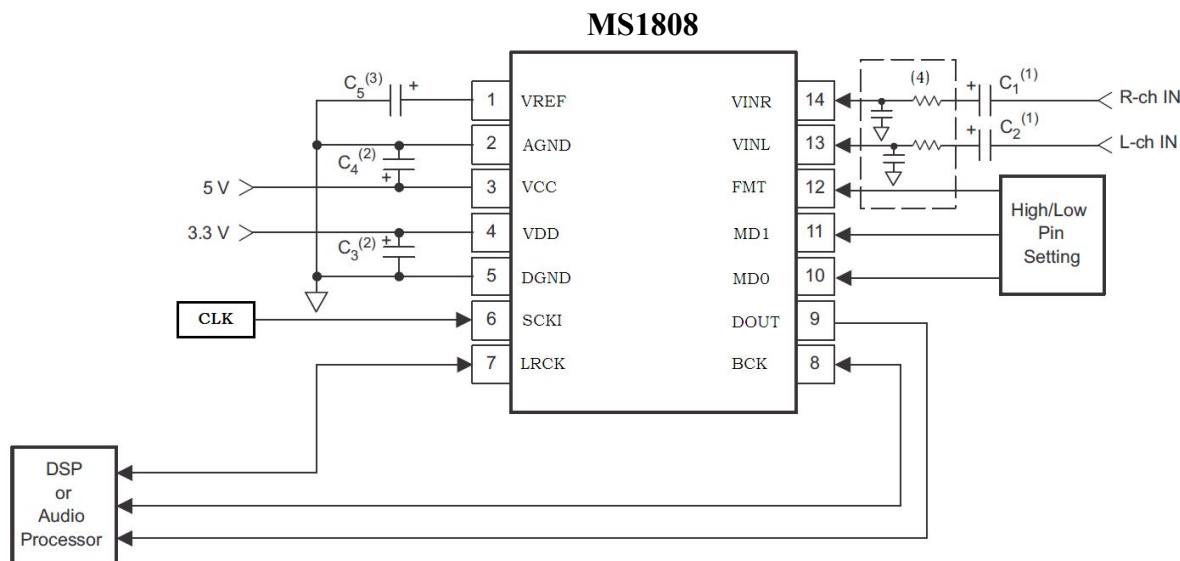 MS1808
C5(3)
+
1 VREF
2 AGND
C4(2)
+
5 V
3 VCC
3.3 V
4 VDD
C3(2)
+
5 DGND
CLK
6 SCKI
7 LRCK
14 VINR
(4)
+
C1(1)
R-ch IN
13 VINL
+
C2(1)
L-ch IN
12 FMT
11 MD1
10 MD0
High/Low
Pin
Setting
9 DOUT
8 BCK
DSP
or
Audio
Processor